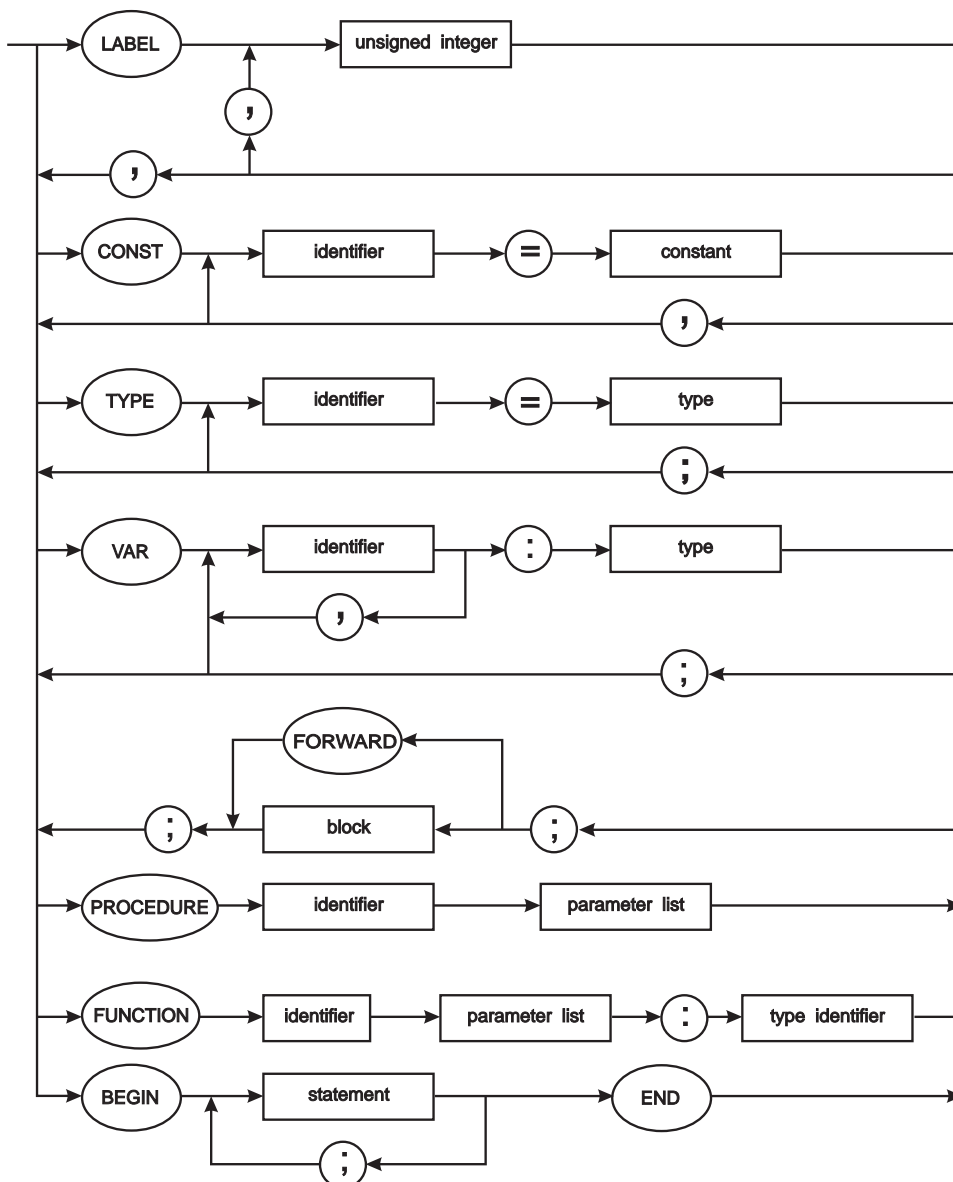 LABEL unsigned integer
,
,
CONST identifier = constant
,
TYPE identifier = type
;
VAR identifier : type
,
;
FORWARD
; block ;
PROCEDURE identifier parameter list
FUNCTION identifier parameter list : type identifier
BEGIN statement END
;